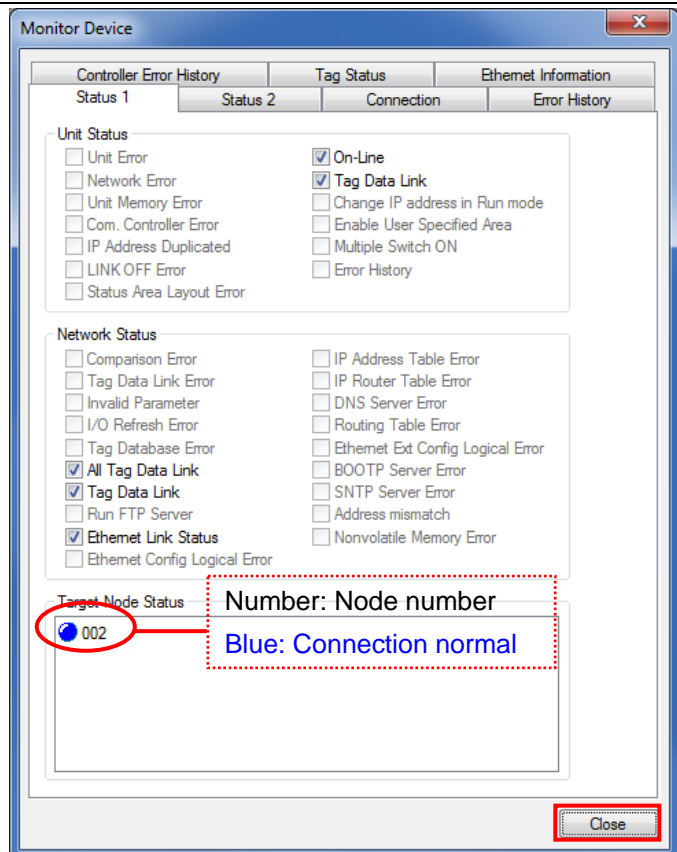 Monitor Device
Controller Error History Tag Status Ethernet Information
Status 1 Status 2 Connection Error History
Unit Status
Unit Error
Network Error
Unit Memory Error
Com. Controller Error
IP Address Duplicated
LINK OFF Error
Status Area Layout Error
On-Line
Tag Data Link
Change IP address in Run mode
Enable User Specified Area
Multiple Switch ON
Error History
Network Status
Comparison Error
Tag Data Link Error
Invalid Parameter
I/O Refresh Error
Tag Database Error
All Tag Data Link
Tag Data Link
Run FTP Server
Ethernet Link Status
Ethernet Config Logical Error
IP Address Table Error
IP Router Table Error
DNS Server Error
Routing Table Error
Ethernet Ext Config Logical Error
BOOTP Server Error
SNTP Server Error
Address mismatch
Nonvolatile Memory Error
Target Node Status
002
Number: Node number
Blue: Connection normal
Close